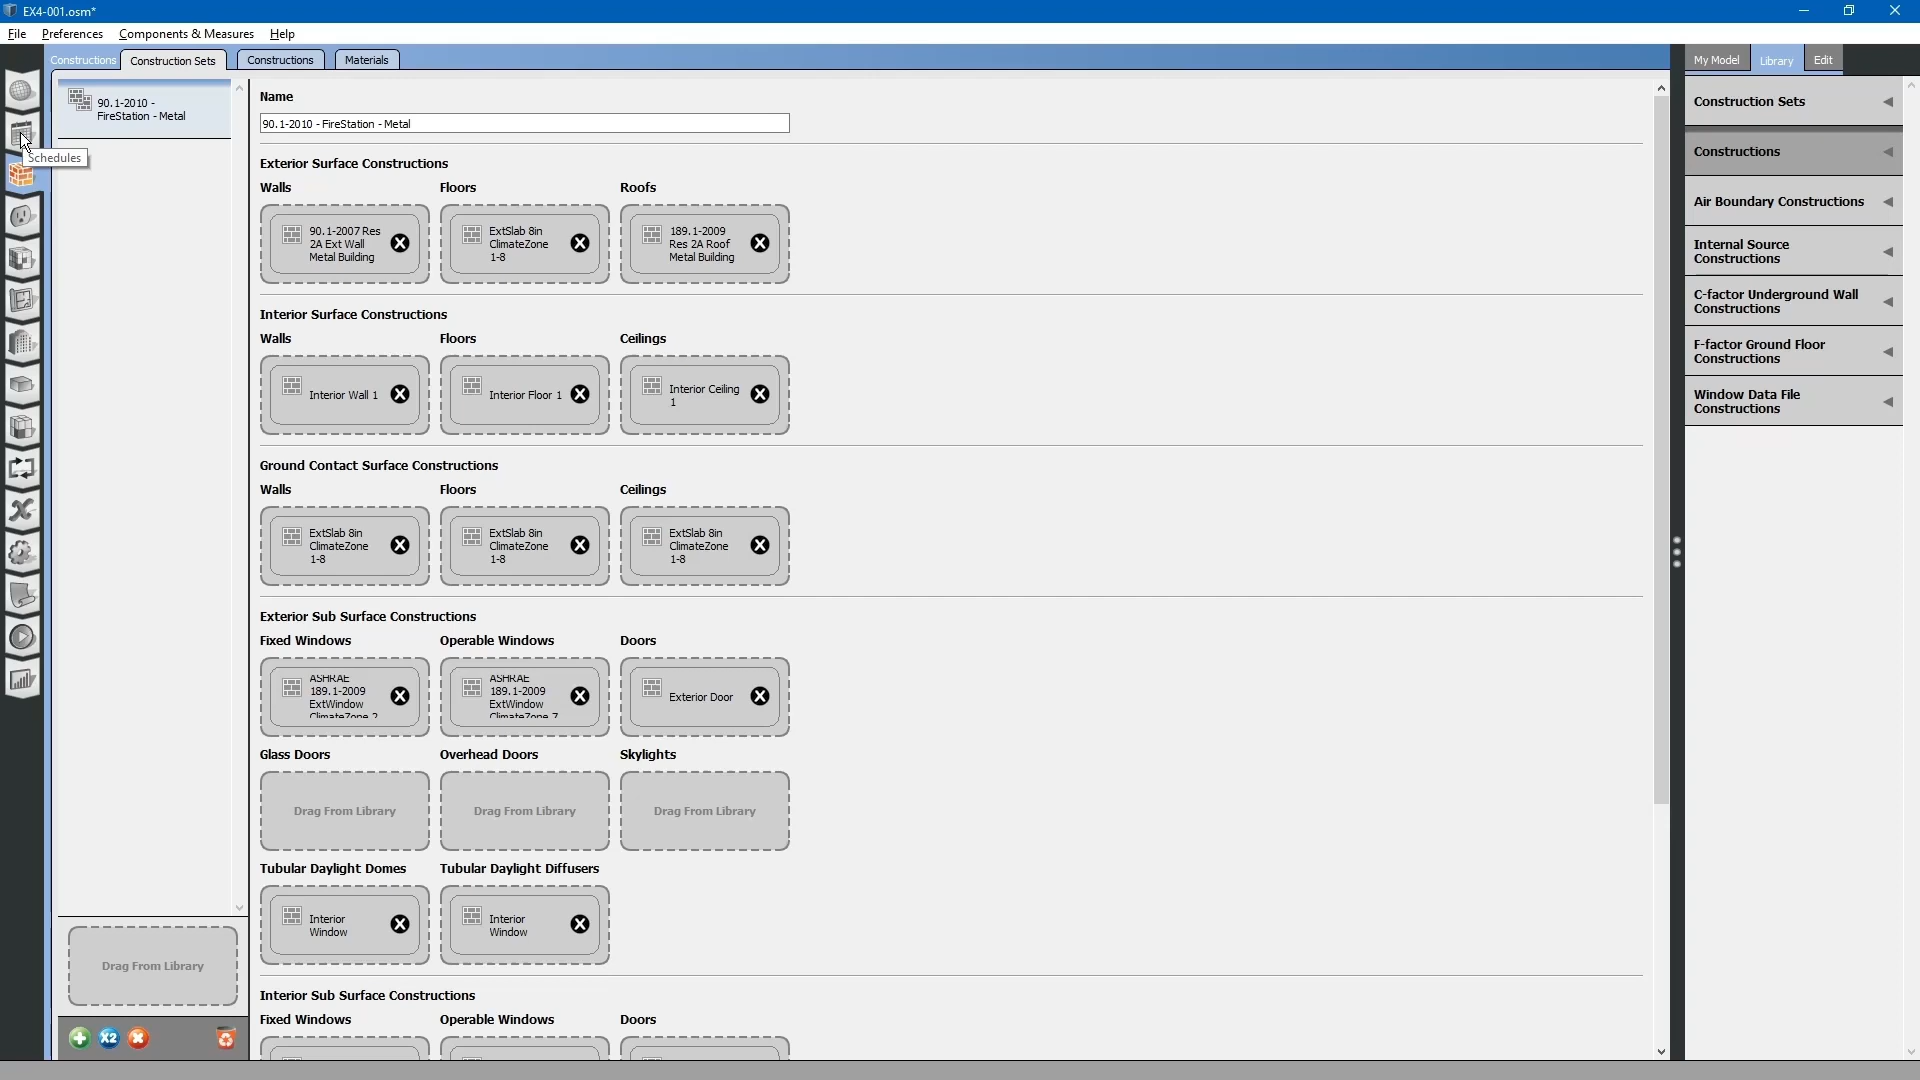 EX4-001.osm*
File Preferences Components & Measures Help
Constructions Construction Sets Constructions Materials
My Model Library Edit
Schedules
90.1-2010 -
FireStation - Metal
Name
90.1-2010 - FireStation - Metal
Exterior Surface Constructions
Walls Floors Roofs
90.1-2007 Res
2A Ext Wall
Metal Building
ExtSlab 8in
ClimateZone
1-8
189.1-2009
Res 2A Roof
Metal Building
Interior Surface Constructions
Walls Floors Ceilings
Interior Wall 1
Interior Floor 1
Interior Ceiling
1
Ground Contact Surface Constructions
Walls Floors Ceilings
ExtSlab 8in
ClimateZone
1-8
ExtSlab 8in
ClimateZone
1-8
ExtSlab 8in
ClimateZone
1-8
Exterior Sub Surface Constructions
Fixed Windows Operable Windows Doors
ASHRAE
189.1-2009
ExtWindow
ClimateZone 2
ASHRAE
189.1-2009
ExtWindow
ClimateZone 7
Exterior Door
Glass Doors Overhead Doors Skylights
Drag From Library
Drag From Library
Drag From Library
Tubular Daylight Domes Tubular Daylight Diffusers
Interior
Window
Interior
Window
Interior Sub Surface Constructions
Fixed Windows Operable Windows Doors
Drag From Library
X2
Construction Sets
Constructions
Air Boundary Constructions
Internal Source
Constructions
C-factor Underground Wall
Constructions
F-factor Ground Floor
Constructions
Window Data File
Constructions